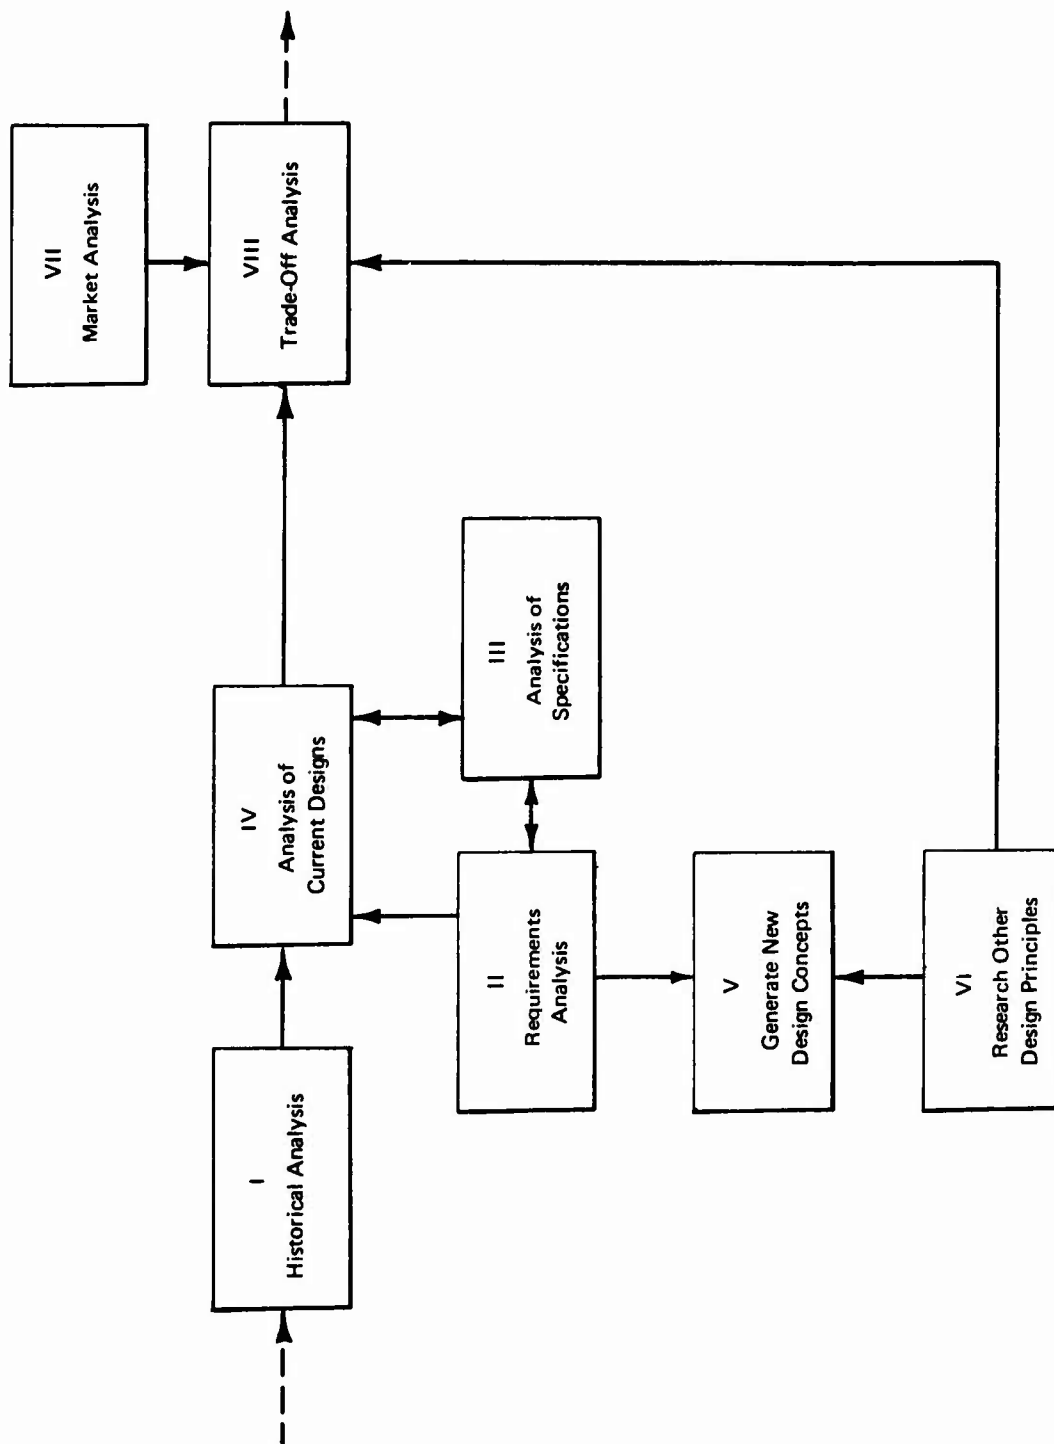 I
Historical Analysis
II
Requirements
Analysis
III
Analysis of
Specifications
IV
Analysis of
Current Designs
V
Generate New
Design Concepts
VI
Research Other
Design Principles
VII
Market Analysis
VIII
Trade-Off Analysis